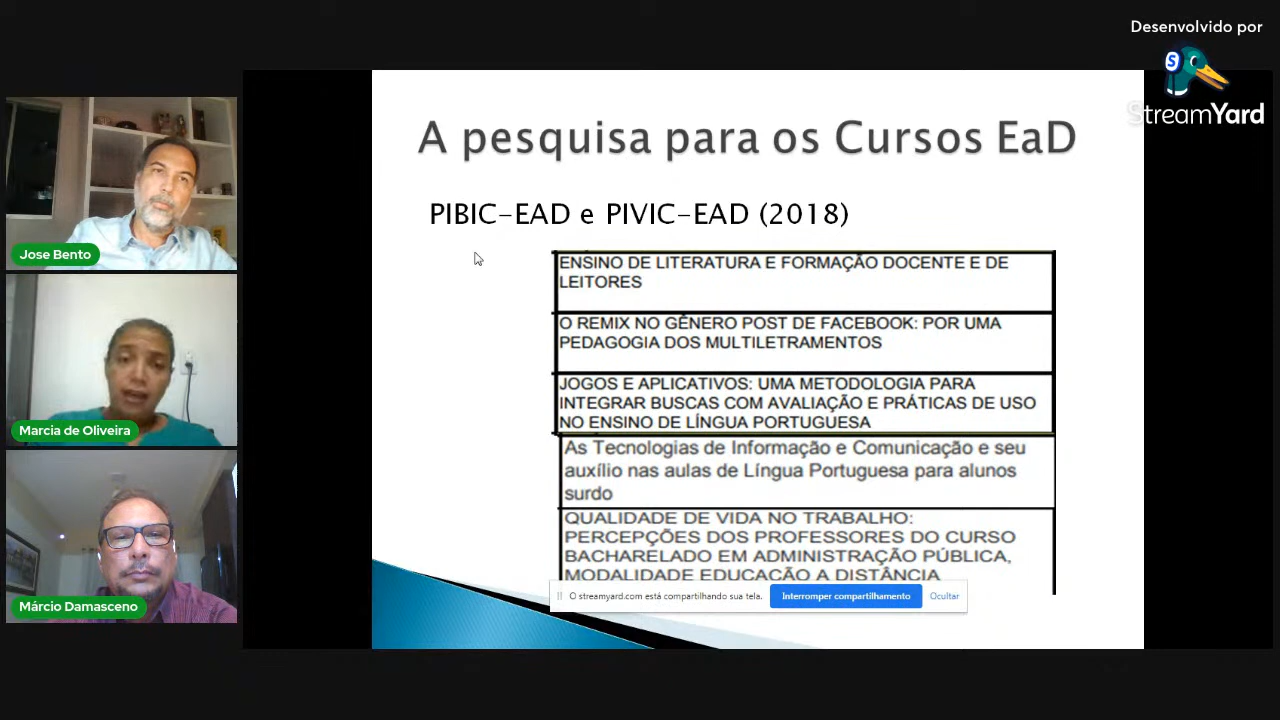 Desenvolvido por
StreamYard
A pesquisa para os Cursos EaD
PIBIC-EAD e PIVIC-EAD (2018)
ENSINO DE LITERATURA E FORMAÇÃO DOCENTE E DE
LEITORES
O REMIX NO GÊNERO POST DE FACEBOOK: POR UMA
PEDAGOGIA DOS MULTILETRAMENTOS
JOGOS E APLICATIVOS: UMA METODOLOGIA PARA
INTEGRAR BUSCAS COM AVALIAÇÃO E PRÁTICAS DE USO
NO ENSINO DE LÍNGUA PORTUGUESA
As Tecnologias de Informação e Comunicação e seu
auxílio nas aulas de Língua Portuguesa para alunos
surdo
QUALIDADE DE VIDA NO TRABALHO:
PERCEPÇÕES DOS PROFESSORES DO CURSO
BACHARELADO EM ADMINISTRAÇÃO PÚBLICA,
MODALIDADE EDUCAÇÃO A DISTÂNCIA
O streamyard.com está compartilhando sua tela.
Interromper compartilhamento
Ocultar
Jose Bento
Marcia de Oliveira
Márcio Damasceno